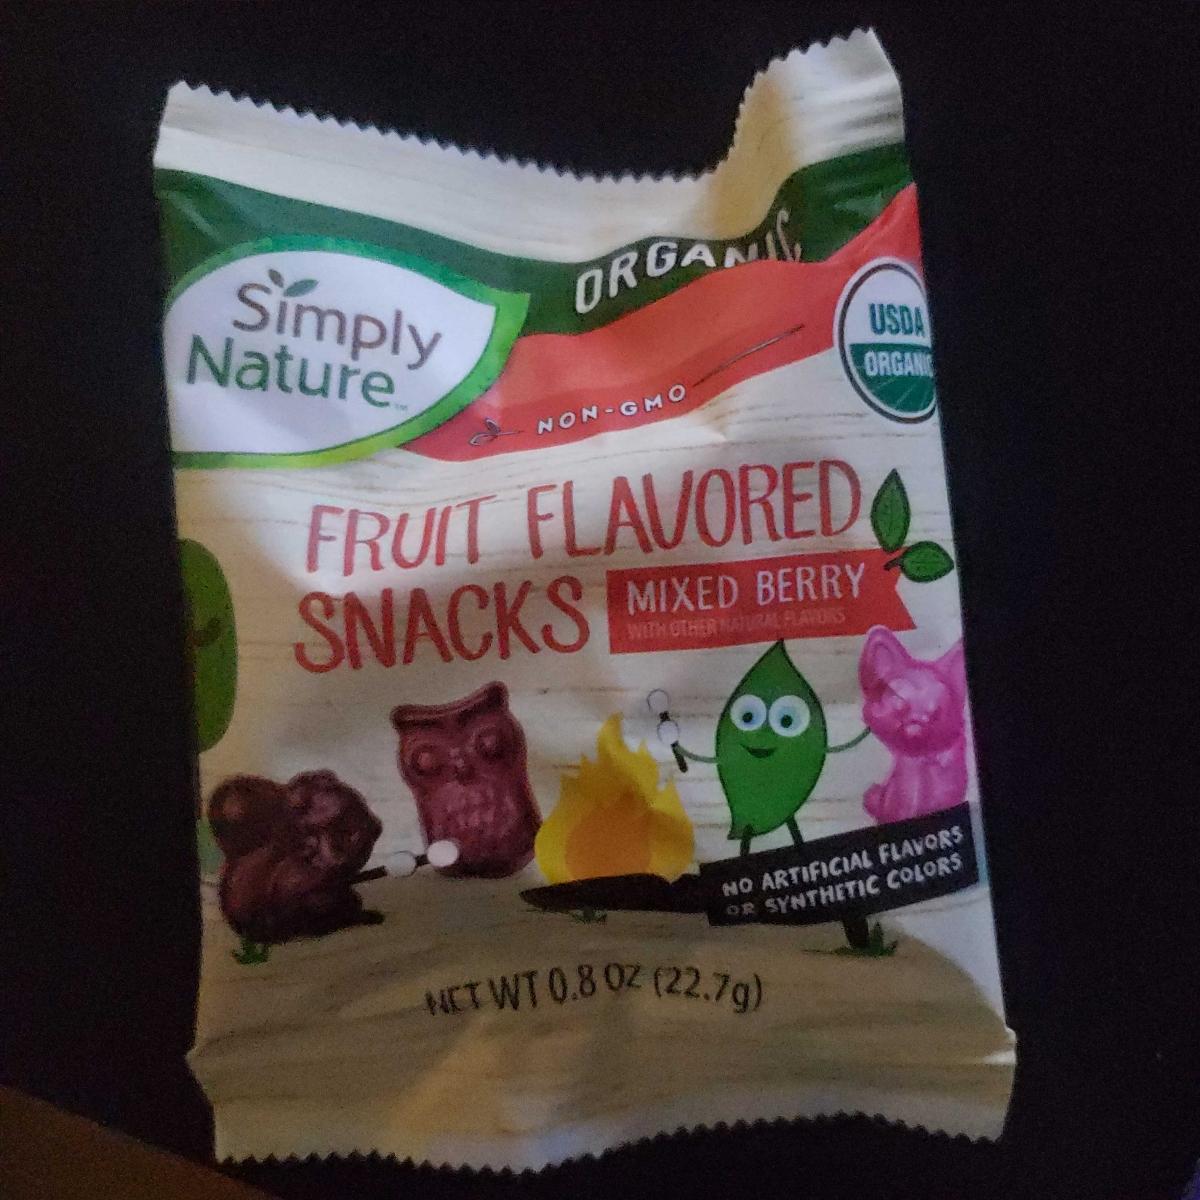 ORGANIC
Simply
Nature™
USDA
ORGANIC
NON-GMO
FRUIT FLAVORED
SNACKS
MIXED BERRY
WITH OTHER NATURAL FLAVORS
NO ARTIFICIAL FLAVORS
OR SYNTHETIC COLORS
NET WT 0.8 OZ (22.7g)